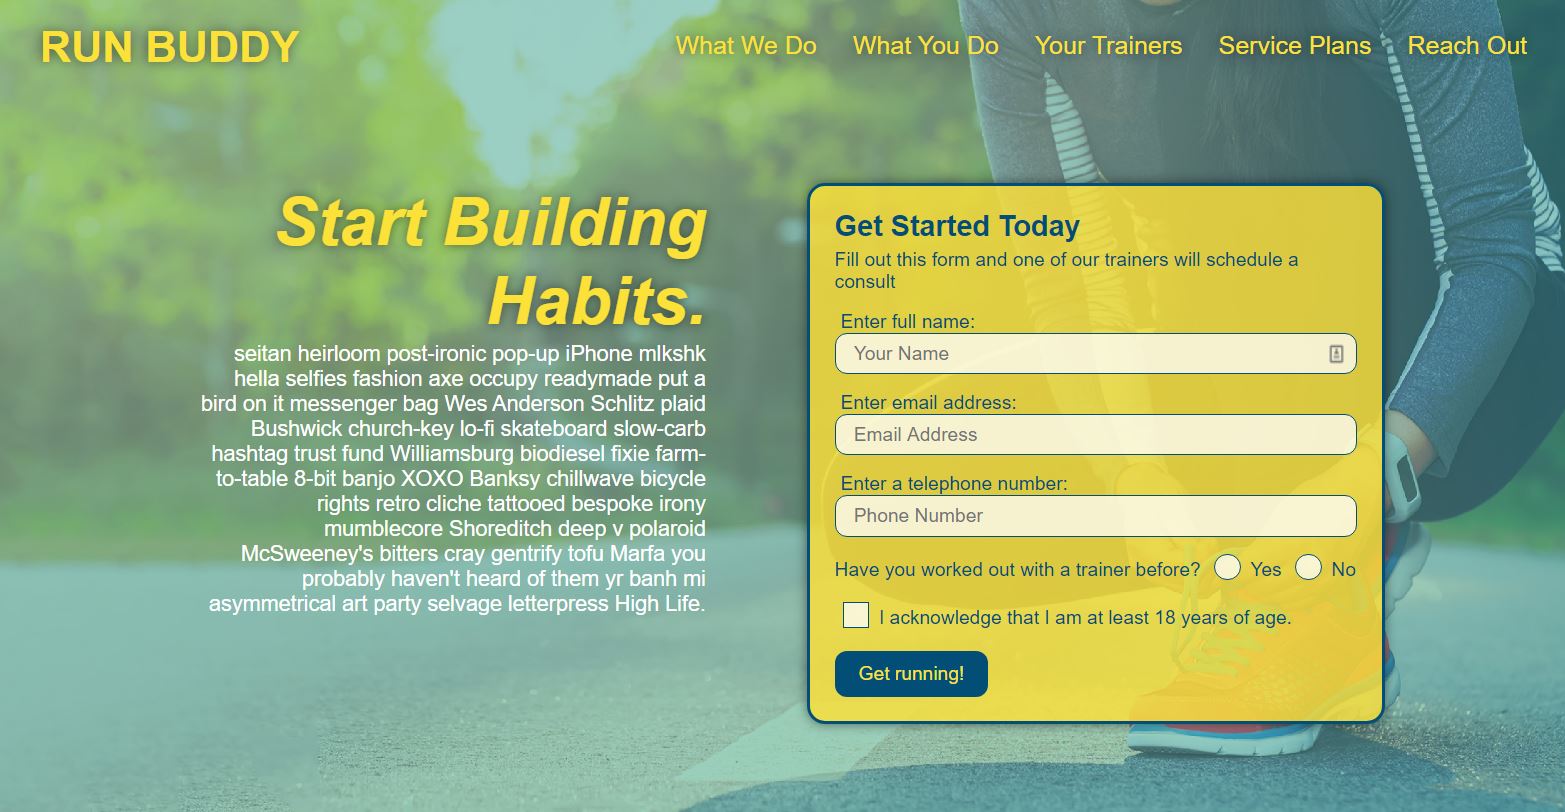 RUN BUDDY
What We Do
What You Do
Your Trainers
Service Plans
Reach Out
Start Building
Habits.
seitan heirloom post-ironic pop-up iPhone mlkshk
hella selfies fashion axe occupy readymade put a
bird on it messenger bag Wes Anderson Schlitz plaid
Bushwick church-key lo-fi skateboard slow-carb
hashtag trust fund Williamsburg biodiesel fixie farm-
to-table 8-bit banjo XOXO Banksy chillwave bicycle
rights retro cliche tattooed bespoke irony
mumblecore Shoreditch deep v polaroid
McSweeney's bitters cray gentrify tofu Marfa you
probably haven't heard of them yr banh mi
asymmetrical art party selvage letterpress High Life.
Get Started Today
Fill out this form and one of our trainers will schedule a
consult
Enter full name:
Your Name
Enter email address:
Email Address
Enter a telephone number:
Phone Number
Have you worked out with a trainer before? Yes No
I acknowledge that I am at least 18 years of age.
Get running!